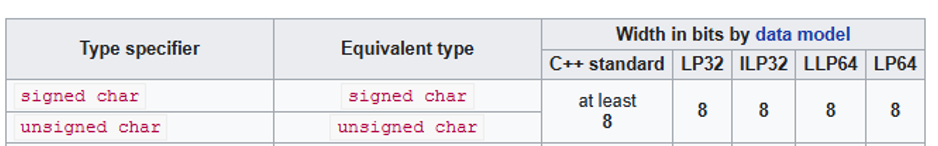 Type specifier Equivalent type Width in bits by data model
C++ standard LP32 ILP32 LLP64 LP64
signed char signed char at least 8 8 8 8 8
unsigned char unsigned char